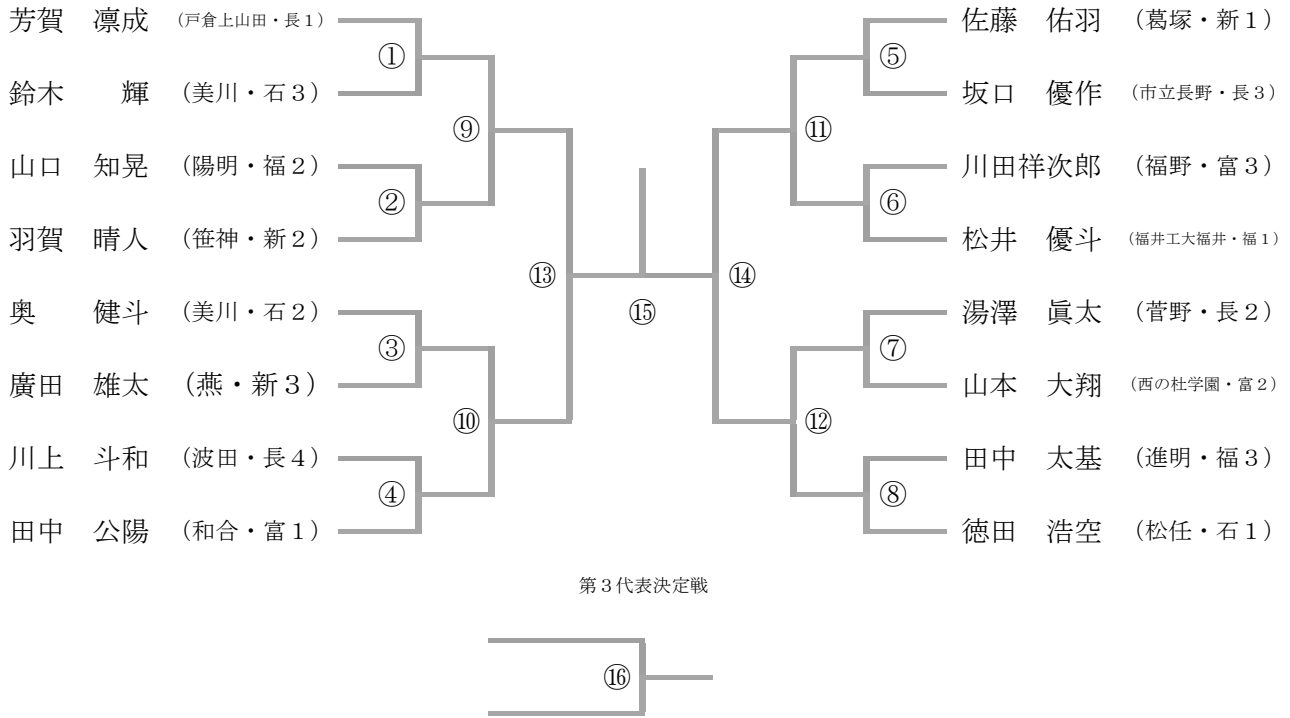 芳賀　凛成　（戸倉上山田・長１）
①
鈴木　　輝　（美川・石３）
⑨
山口　知晃　（陽明・福２）
②
羽賀　晴人　（笹神・新２）
⑬
奥　　健斗　（美川・石２）
③
廣田　雄太　（燕・新３）
⑩
川上　斗和　（波田・長４）
④
田中　公陽　（和合・富１）
⑮
佐藤　佑羽　（葛塚・新１）
⑤
坂口　優作　（市立長野・長３）
⑪
川田祥次郎　（福野・富３）
⑥
松井　優斗　（福井工大福井・福１）
⑭
湯澤　眞太　（菅野・長２）
⑦
山本　大翔　（西の杜学園・富２）
⑫
田中　太基　（進明・福３）
⑧
徳田　浩空　（松任・石１）
第３代表決定戦
⑯